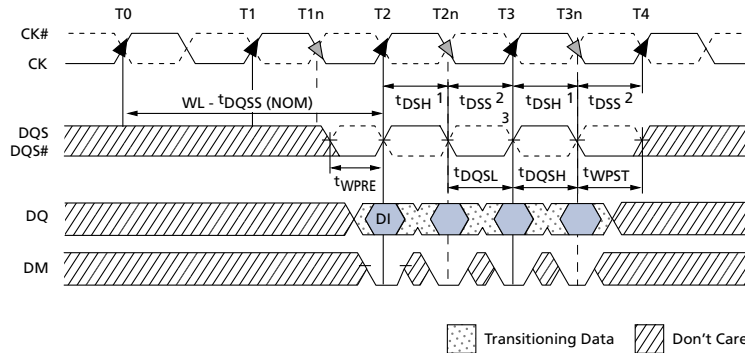 T0 T1 T1n T2 T2n T3 T3n T4
CK#
CK
WL - tDQSS (NOM)
tDSH 1 tDSS 2 tDSH 1 tDSS 2
3
DQS
DQS#
tWPRE
tDQSL tDQSH tWPST
DQ
DI
DM
Transitioning Data Don't Care